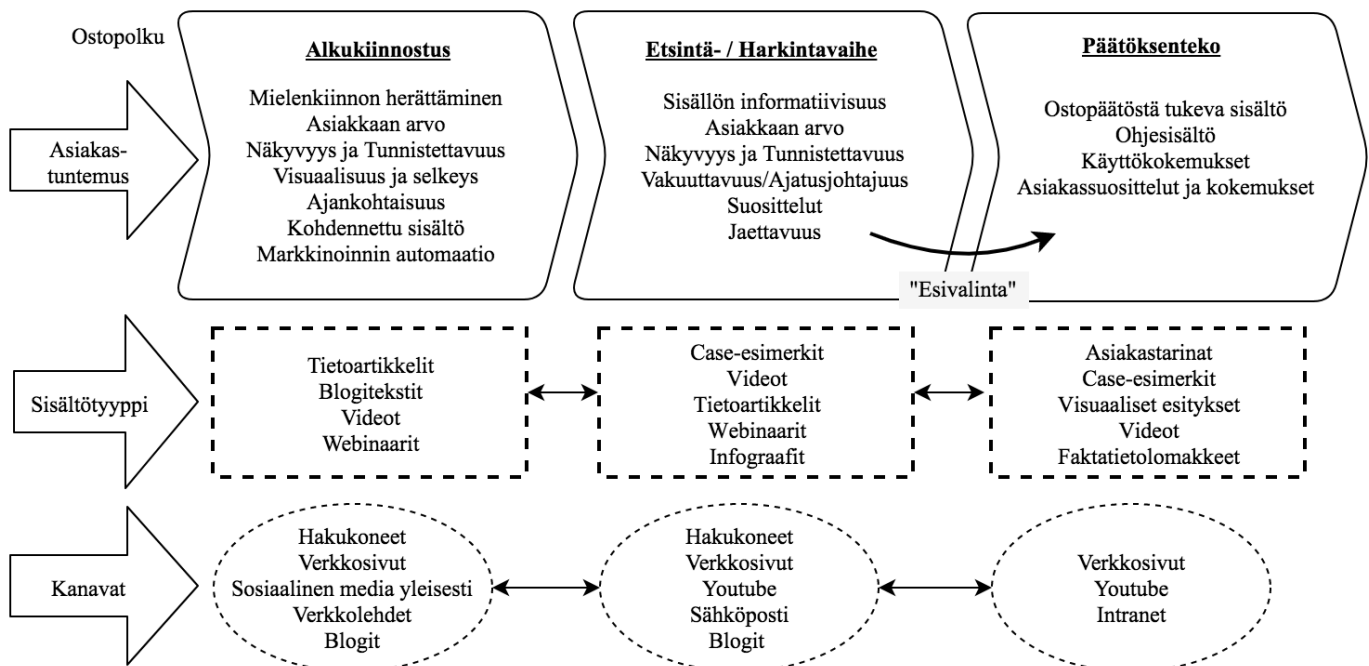 Ostopolku
Alkukiinnostus
Mielenkiinnon herättäminen
Asiakkaan arvo
Näkyvyys ja Tunnistettavuus
Visuaalisuus ja selkeys
Ajankohtaisuus
Kohdennettu sisältö
Markkinoinnin automaatio
Etsintä- / Harkintavaihe
Sisällön informatiivisuus
Asiakkaan arvo
Näkyvyys ja Tunnistettavuus
Vakuuttavuus/Ajatusjohtajuus
Suosittelut
Jaettavuus
Päätöksenteko
Ostopäätöstä tukeva sisältö
Ohjesisältö
Käyttökokemukset
Asiakassuosittelut ja kokemukset
"Esivalinta"
Asiakas-
tuntemus
Sisältötyyppi
Tietoartikkelit
Blogitekstit
Videot
Webinaarit
Case-esimerkit
Videot
Tietoartikkelit
Webinaarit
Infograafit
Asiakastarinat
Case-esimerkit
Visuaaliset esitykset
Videot
Faktatietolomakkeet
Kanavat
Hakukoneet
Verkkosivut
Sosiaalinen media yleisesti
Verkkolehdet
Blogit
Hakukoneet
Verkkosivut
Youtube
Sähköposti
Blogit
Verkkosivut
Youtube
Intranet